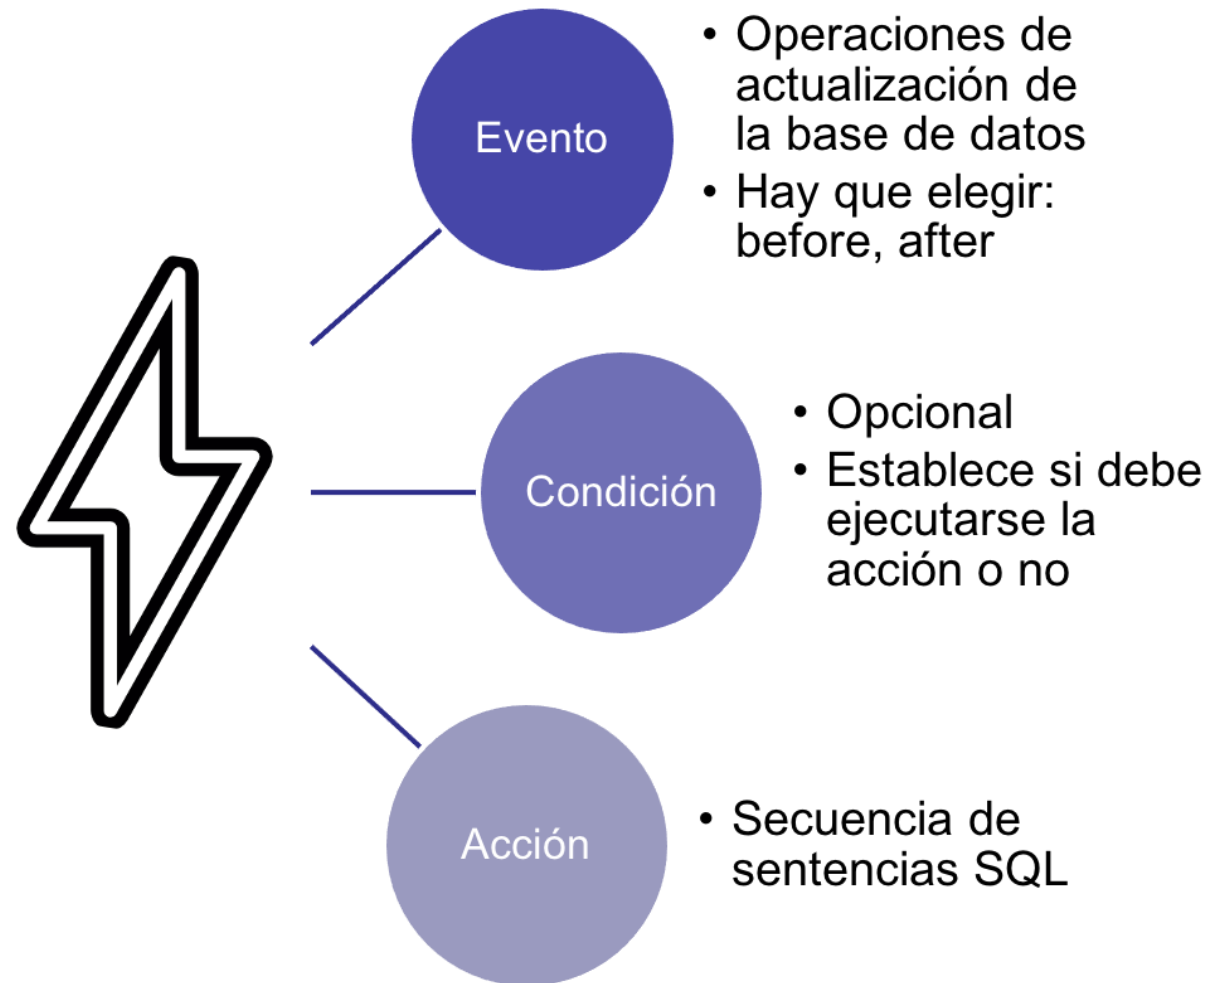 Evento
• Operaciones de
actualización de
la base de datos
• Hay que elegir:
before, after
Condición
• Opcional
• Establece si debe
ejecutarse la
acción o no
Acción
• Secuencia de
sentencias SQL